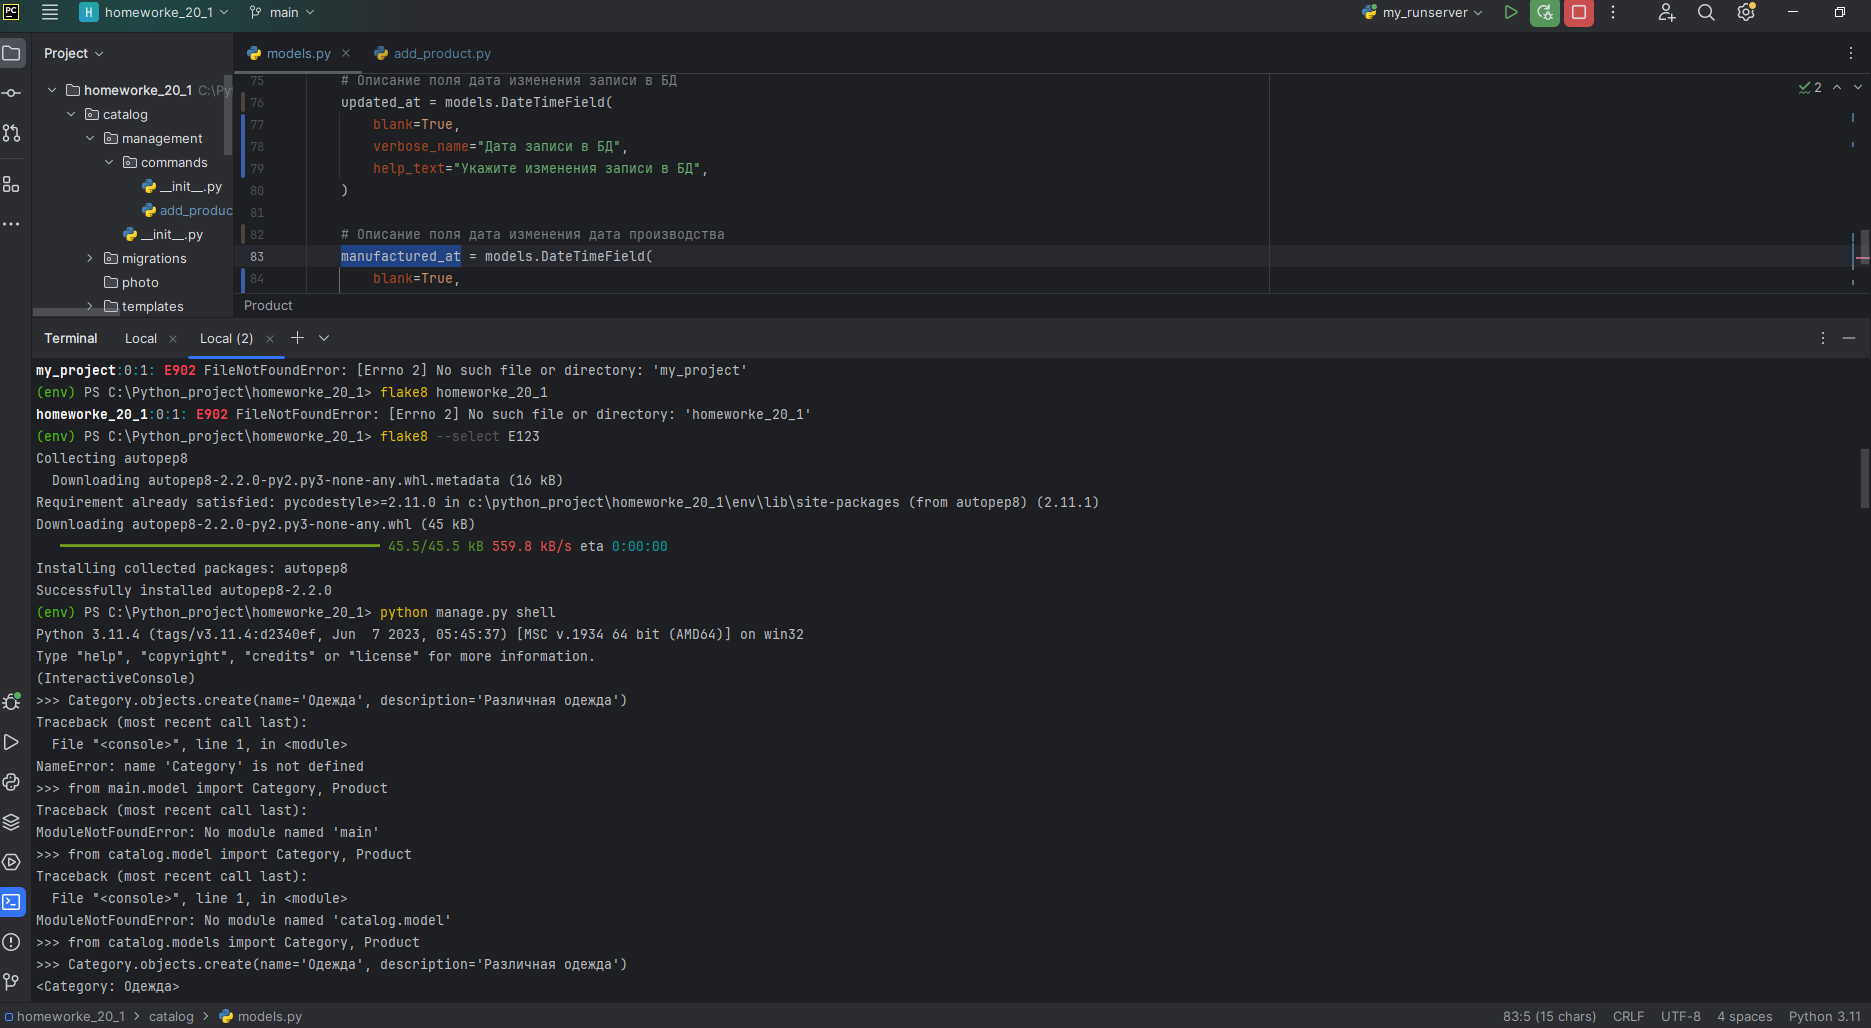 PC H homeworke_20_1 main my_runserver
Project
models.py
add_product.py
homeworke_20_1 C:\Py
catalog
management
commands
__init__.py
add_produc
__init__.py
migrations
photo
templates
75 # Описание поля дата изменения записи в БД
76 updated_at = models.DateTimeField(
77 blank=True,
78 verbose_name="Дата записи в БД",
79 help_text="Укажите изменения записи в БД",
80 )
81
82 # Описание поля дата изменения дата производства
83 manufactured_at = models.DateTimeField(
84 blank=True,
2
Product
Terminal Local Local (2)
my_project:0:1: E902 FileNotFoundError: [Errno 2] No such file or directory: 'my_project'
(env) PS C:\Python_project\homeworke_20_1> flake8 homeworke_20_1
homeworke_20_1:0:1: E902 FileNotFoundError: [Errno 2] No such file or directory: 'homeworke_20_1'
(env) PS C:\Python_project\homeworke_20_1> flake8 --select E123
Collecting autopep8
Downloading autopep8-2.2.0-py2.py3-none-any.whl.metadata (16 kB)
Requirement already satisfied: pycodestyle>=2.11.0 in c:\python_project\homeworke_20_1\env\lib\site-packages (from autopep8) (2.11.1)
Downloading autopep8-2.2.0-py2.py3-none-any.whl (45 kB)
45.5/45.5 kB 559.8 kB/s eta 0:00:00
Installing collected packages: autopep8
Successfully installed autopep8-2.2.0
(env) PS C:\Python_project\homeworke_20_1> python manage.py shell
Python 3.11.4 (tags/v3.11.4:d2340ef, Jun  7 2023, 05:45:37) [MSC v.1934 64 bit (AMD64)] on win32
Type "help", "copyright", "credits" or "license" for more information.
(InteractiveConsole)
>>> Category.objects.create(name='Одежда', description='Различная одежда')
Traceback (most recent call last):
File "<console>", line 1, in <module>
NameError: name 'Category' is not defined
>>> from main.model import Category, Product
Traceback (most recent call last):
ModuleNotFoundError: No module named 'main'
>>> from catalog.model import Category, Product
Traceback (most recent call last):
File "<console>", line 1, in <module>
ModuleNotFoundError: No module named 'catalog.model'
>>> from catalog.models import Category, Product
>>> Category.objects.create(name='Одежда', description='Различная одежда')
<Category: Одежда>
homeworke_20_1 > catalog > models.py 83:5 (15 chars) CRLF UTF-8 4 spaces Python 3.11